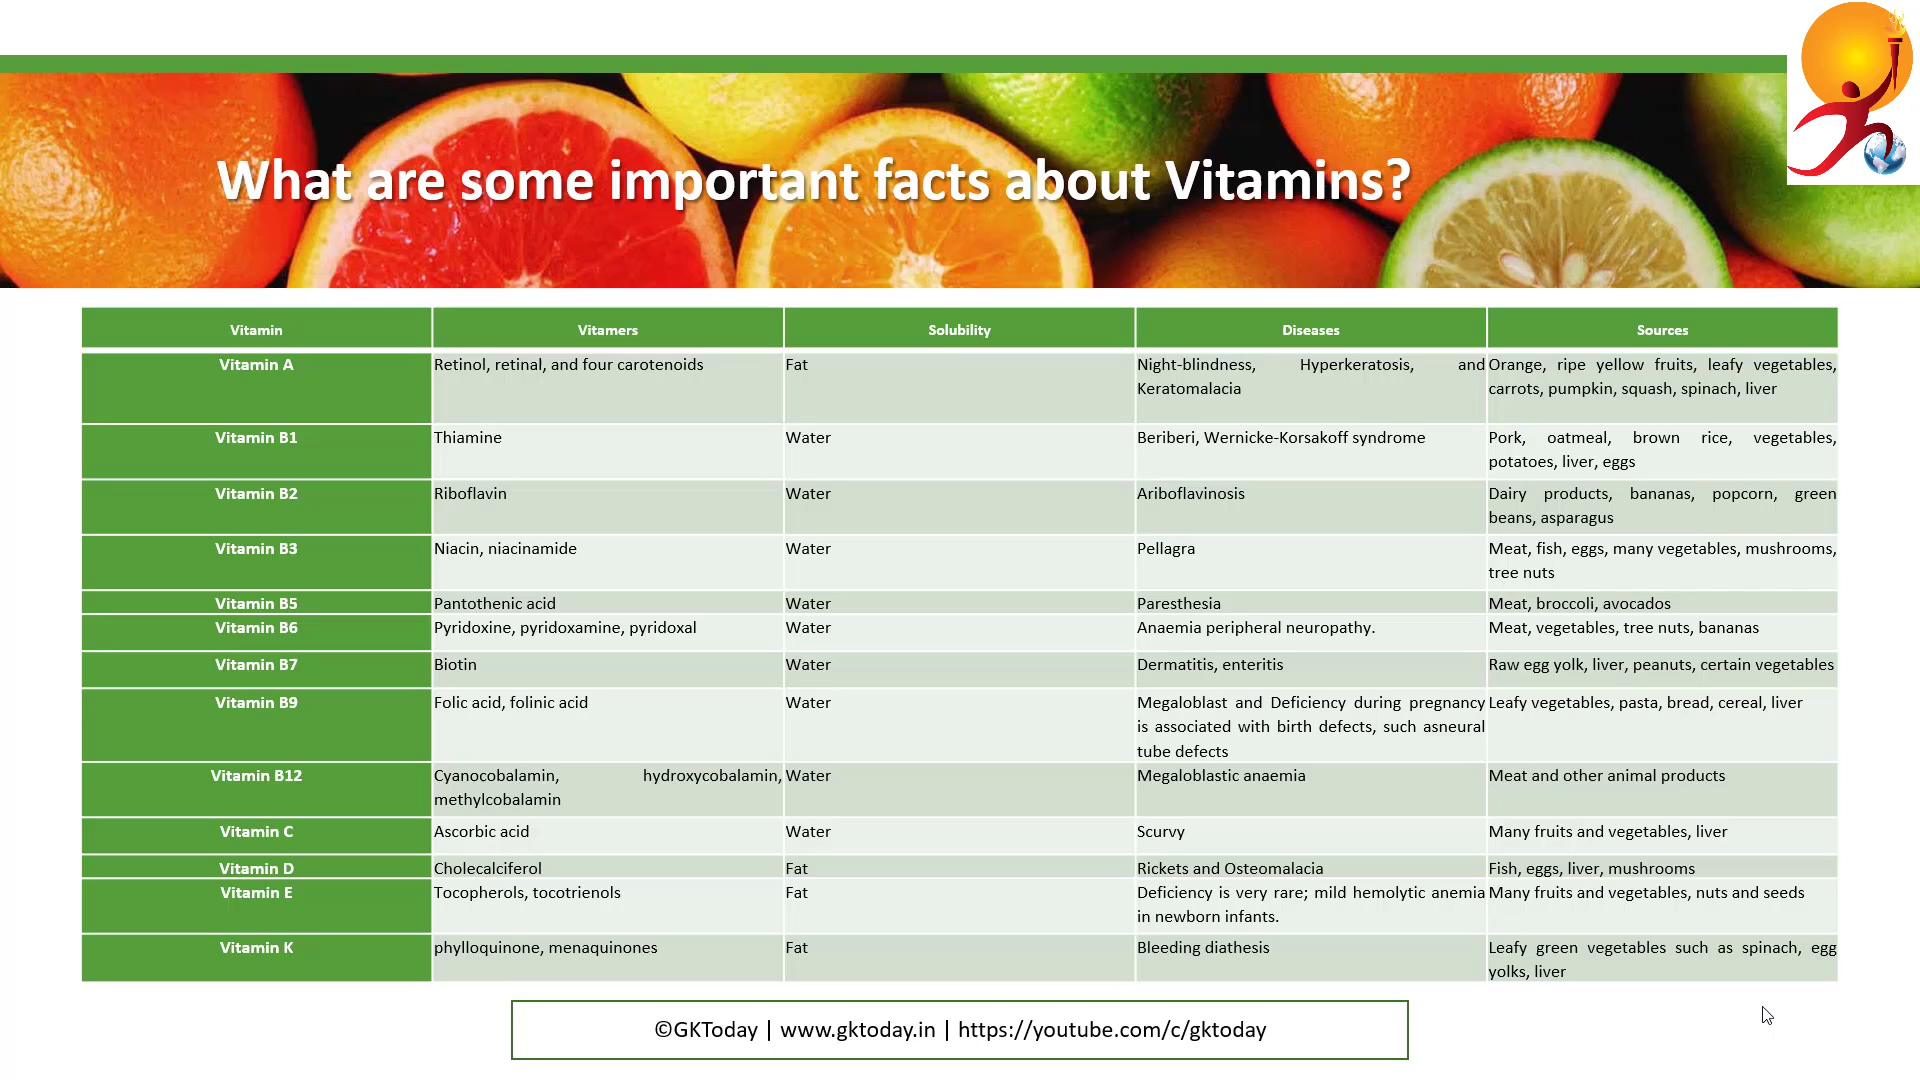 What are some important facts about Vitamins?
Vitamin Vitamers Solubility Diseases Sources
Vitamin A Retinol, retinal, and four carotenoids Fat Night-blindness, Hyperkeratosis, and Orange, ripe yellow fruits, leafy vegetables,
Keratomalacia carrots, pumpkin, squash, spinach, liver
Vitamin B1 Thiamine Water Beriberi, Wernicke-Korsakoff syndrome Pork, oatmeal, brown rice, vegetables,
potatoes, liver, eggs
Vitamin B2 Riboflavin Water Ariboflavinosis Dairy products, bananas, popcorn, green
beans, asparagus
Vitamin B3 Niacin, niacinamide Water Pellagra Meat, fish, eggs, many vegetables, mushrooms,
tree nuts
Vitamin B5 Pantothenic acid Water Paresthesia Meat, broccoli, avocados
Vitamin B6 Pyridoxine, pyridoxamine, pyridoxal Water Anaemia peripheral neuropathy. Meat, vegetables, tree nuts, bananas
Vitamin B7 Biotin Water Dermatitis, enteritis Raw egg yolk, liver, peanuts, certain vegetables
Vitamin B9 Folic acid, folinic acid Water Megaloblast and Deficiency during pregnancy Leafy vegetables, pasta, bread, cereal, liver
is associated with birth defects, such asneural
tube defects
Vitamin B12 Cyanocobalamin, hydroxycobalamin, Water Megaloblastic anaemia Meat and other animal products
methylcobalamin
Vitamin C Ascorbic acid Water Scurvy Many fruits and vegetables, liver
Vitamin D Cholecalciferol Fat Rickets and Osteomalacia Fish, eggs, liver, mushrooms
Vitamin E Tocopherols, tocotrienols Fat Deficiency is very rare; mild hemolytic anemia Many fruits and vegetables, nuts and seeds
in newborn infants.
Vitamin K phylloquinone, menaquinones Fat Bleeding diathesis Leafy green vegetables such as spinach, egg
yolks, liver
©GKToday | www.gktoday.in | https://youtube.com/c/gktoday